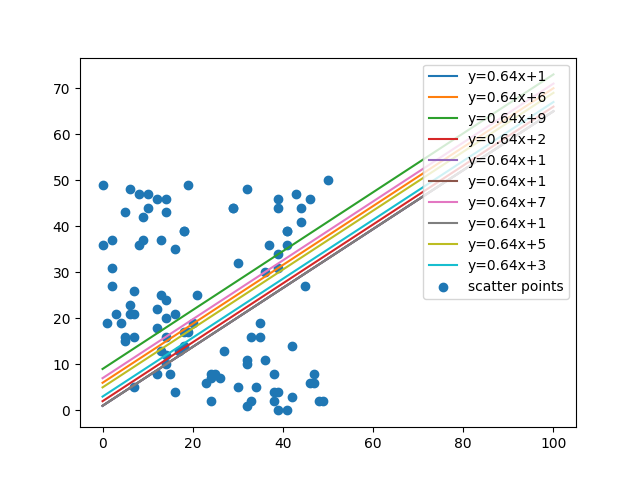 70
60
50
40
30
20
10
0
0 20 40 60 80 100
y=0.64x+1
y=0.64x+6
y=0.64x+9
y=0.64x+2
y=0.64x+1
y=0.64x+1
y=0.64x+7
y=0.64x+1
y=0.64x+5
y=0.64x+3
scatter points